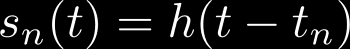 $s_n(t) = h(t - t_n)$